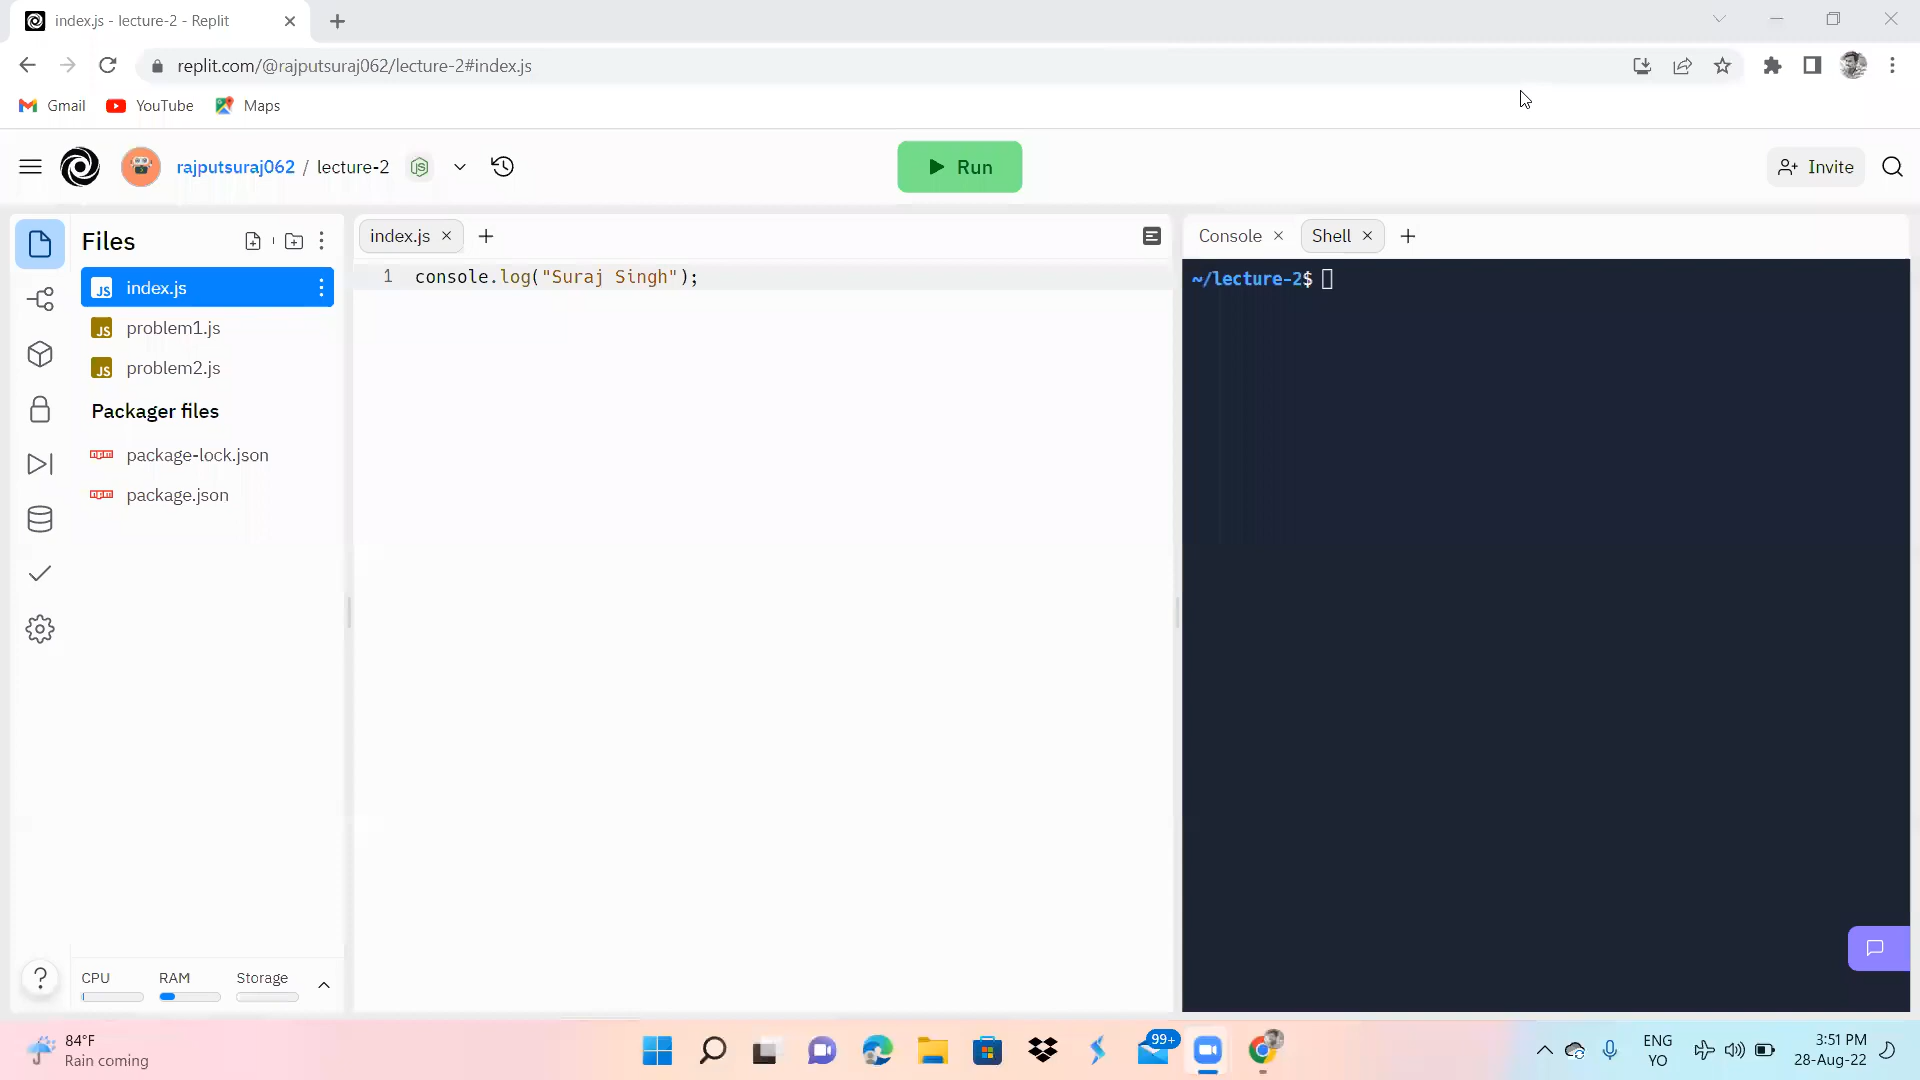 index.js - lecture-2 - Replit
replit.com/@rajputsuraj062/lecture-2#index.js
Gmail YouTube Maps
rajputsuraj062 / lecture-2
Run
Invite
Files
index.js
problem1.js
problem2.js
Packager files
package-lock.json
package.json
CPU RAM Storage
index.js
1 console.log("Suraj Singh");
Console Shell
~/lecture-2$
84°F
Rain coming
99+
ENG
YO
3:51 PM
28-Aug-22